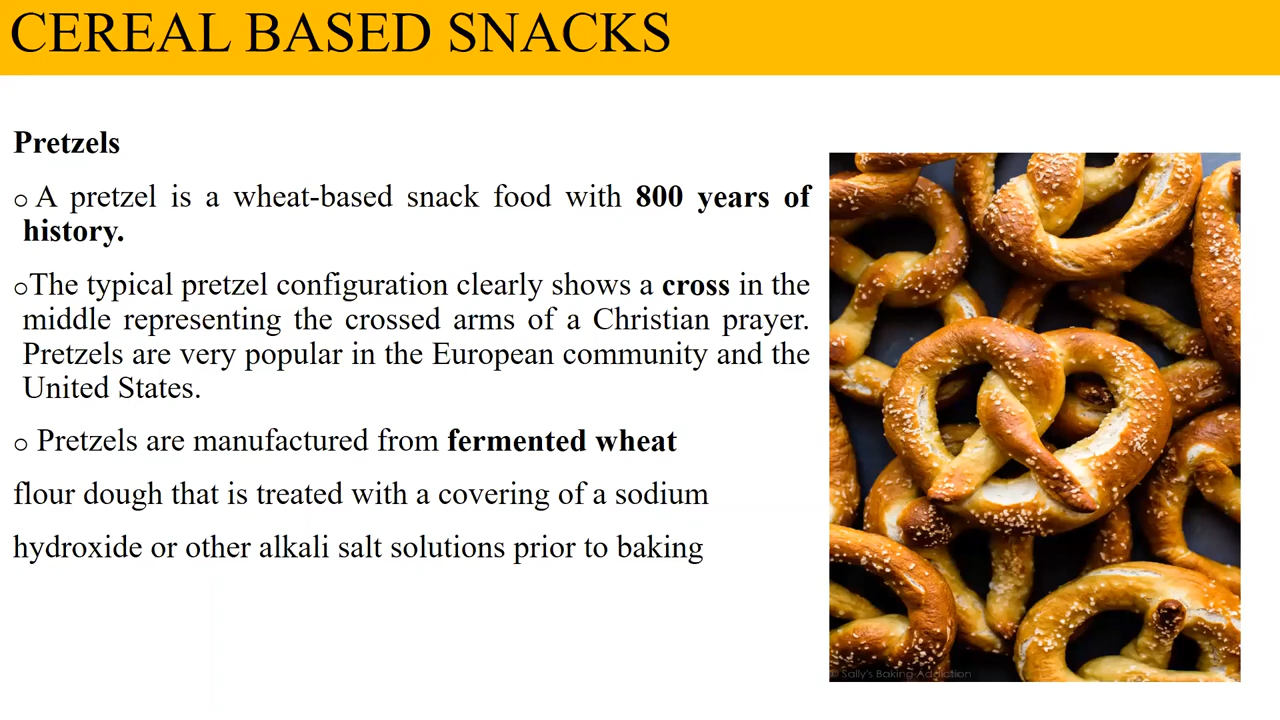 CEREAL BASED SNACKS
Pretzels
o A pretzel is a wheat-based snack food with 800 years of
history.
oThe typical pretzel configuration clearly shows a cross in the
middle representing the crossed arms of a Christian prayer.
Pretzels are very popular in the European community and the
United States.
o Pretzels are manufactured from fermented wheat
flour dough that is treated with a covering of a sodium
hydroxide or other alkali salt solutions prior to baking
© Sally's Baking Addiction